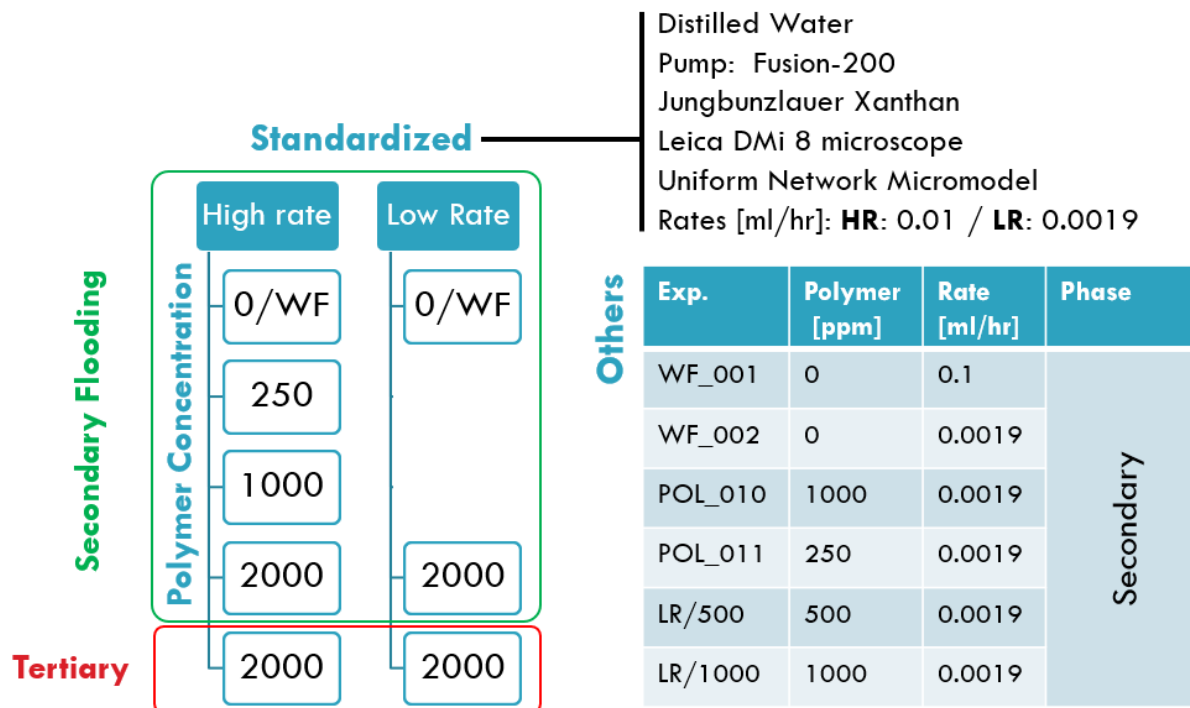 Distilled Water
Pump:  Fusion-200
Jungbunzlauer Xanthan
Leica DMi 8 microscope
Uniform Network Micromodel
Rates [ml/hr]: HR: 0.01 / LR: 0.0019
Standardized
High rate
Low Rate
Secondary Flooding
Polymer Concentration
0/WF
0/WF
250
1000
2000
2000
Tertiary
2000
2000
Others
Exp.
Polymer
[ppm]
Rate
[ml/hr]
Phase
WF_001
0
0.1
WF_002
0
0.0019
POL_010
1000
0.0019
POL_011
250
0.0019
LR/500
500
0.0019
LR/1000
1000
0.0019
Secondary